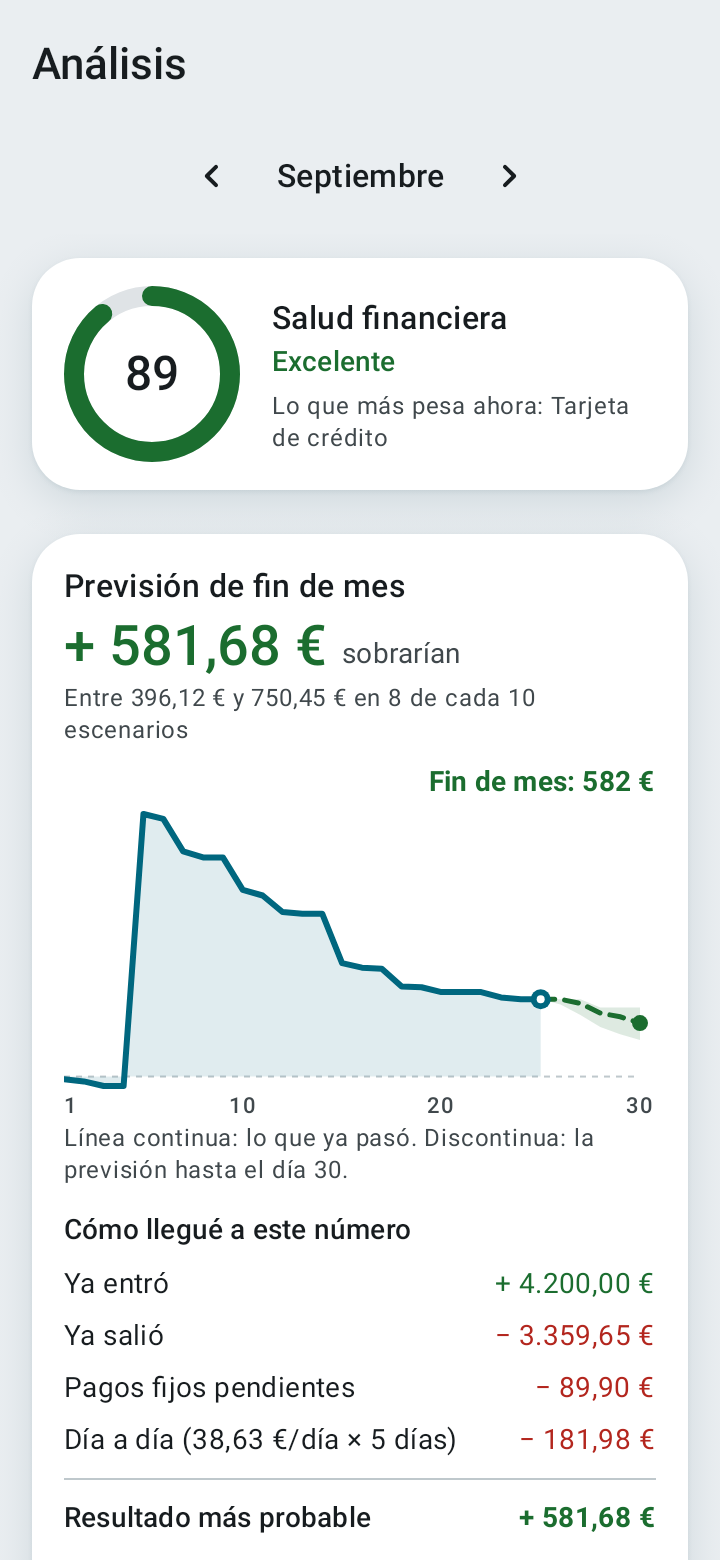 Análisis
Septiembre
89
Salud financiera
Excelente
Lo que más pesa ahora: Tarjeta
de crédito
Previsión de fin de mes
+ 581,68 € sobrarían
Entre 396,12 € y 750,45 € en 8 de cada 10
escenarios
Fin de mes: 582 €
1 10 20 30
Línea continua: lo que ya pasó. Discontinua: la
previsión hasta el día 30.
Cómo llegué a este número
Ya entró + 4.200,00 €
Ya salió − 3.359,65 €
Pagos fijos pendientes − 89,90 €
Día a día (38,63 €/día × 5 días) − 181,98 €
Resultado más probable + 581,68 €